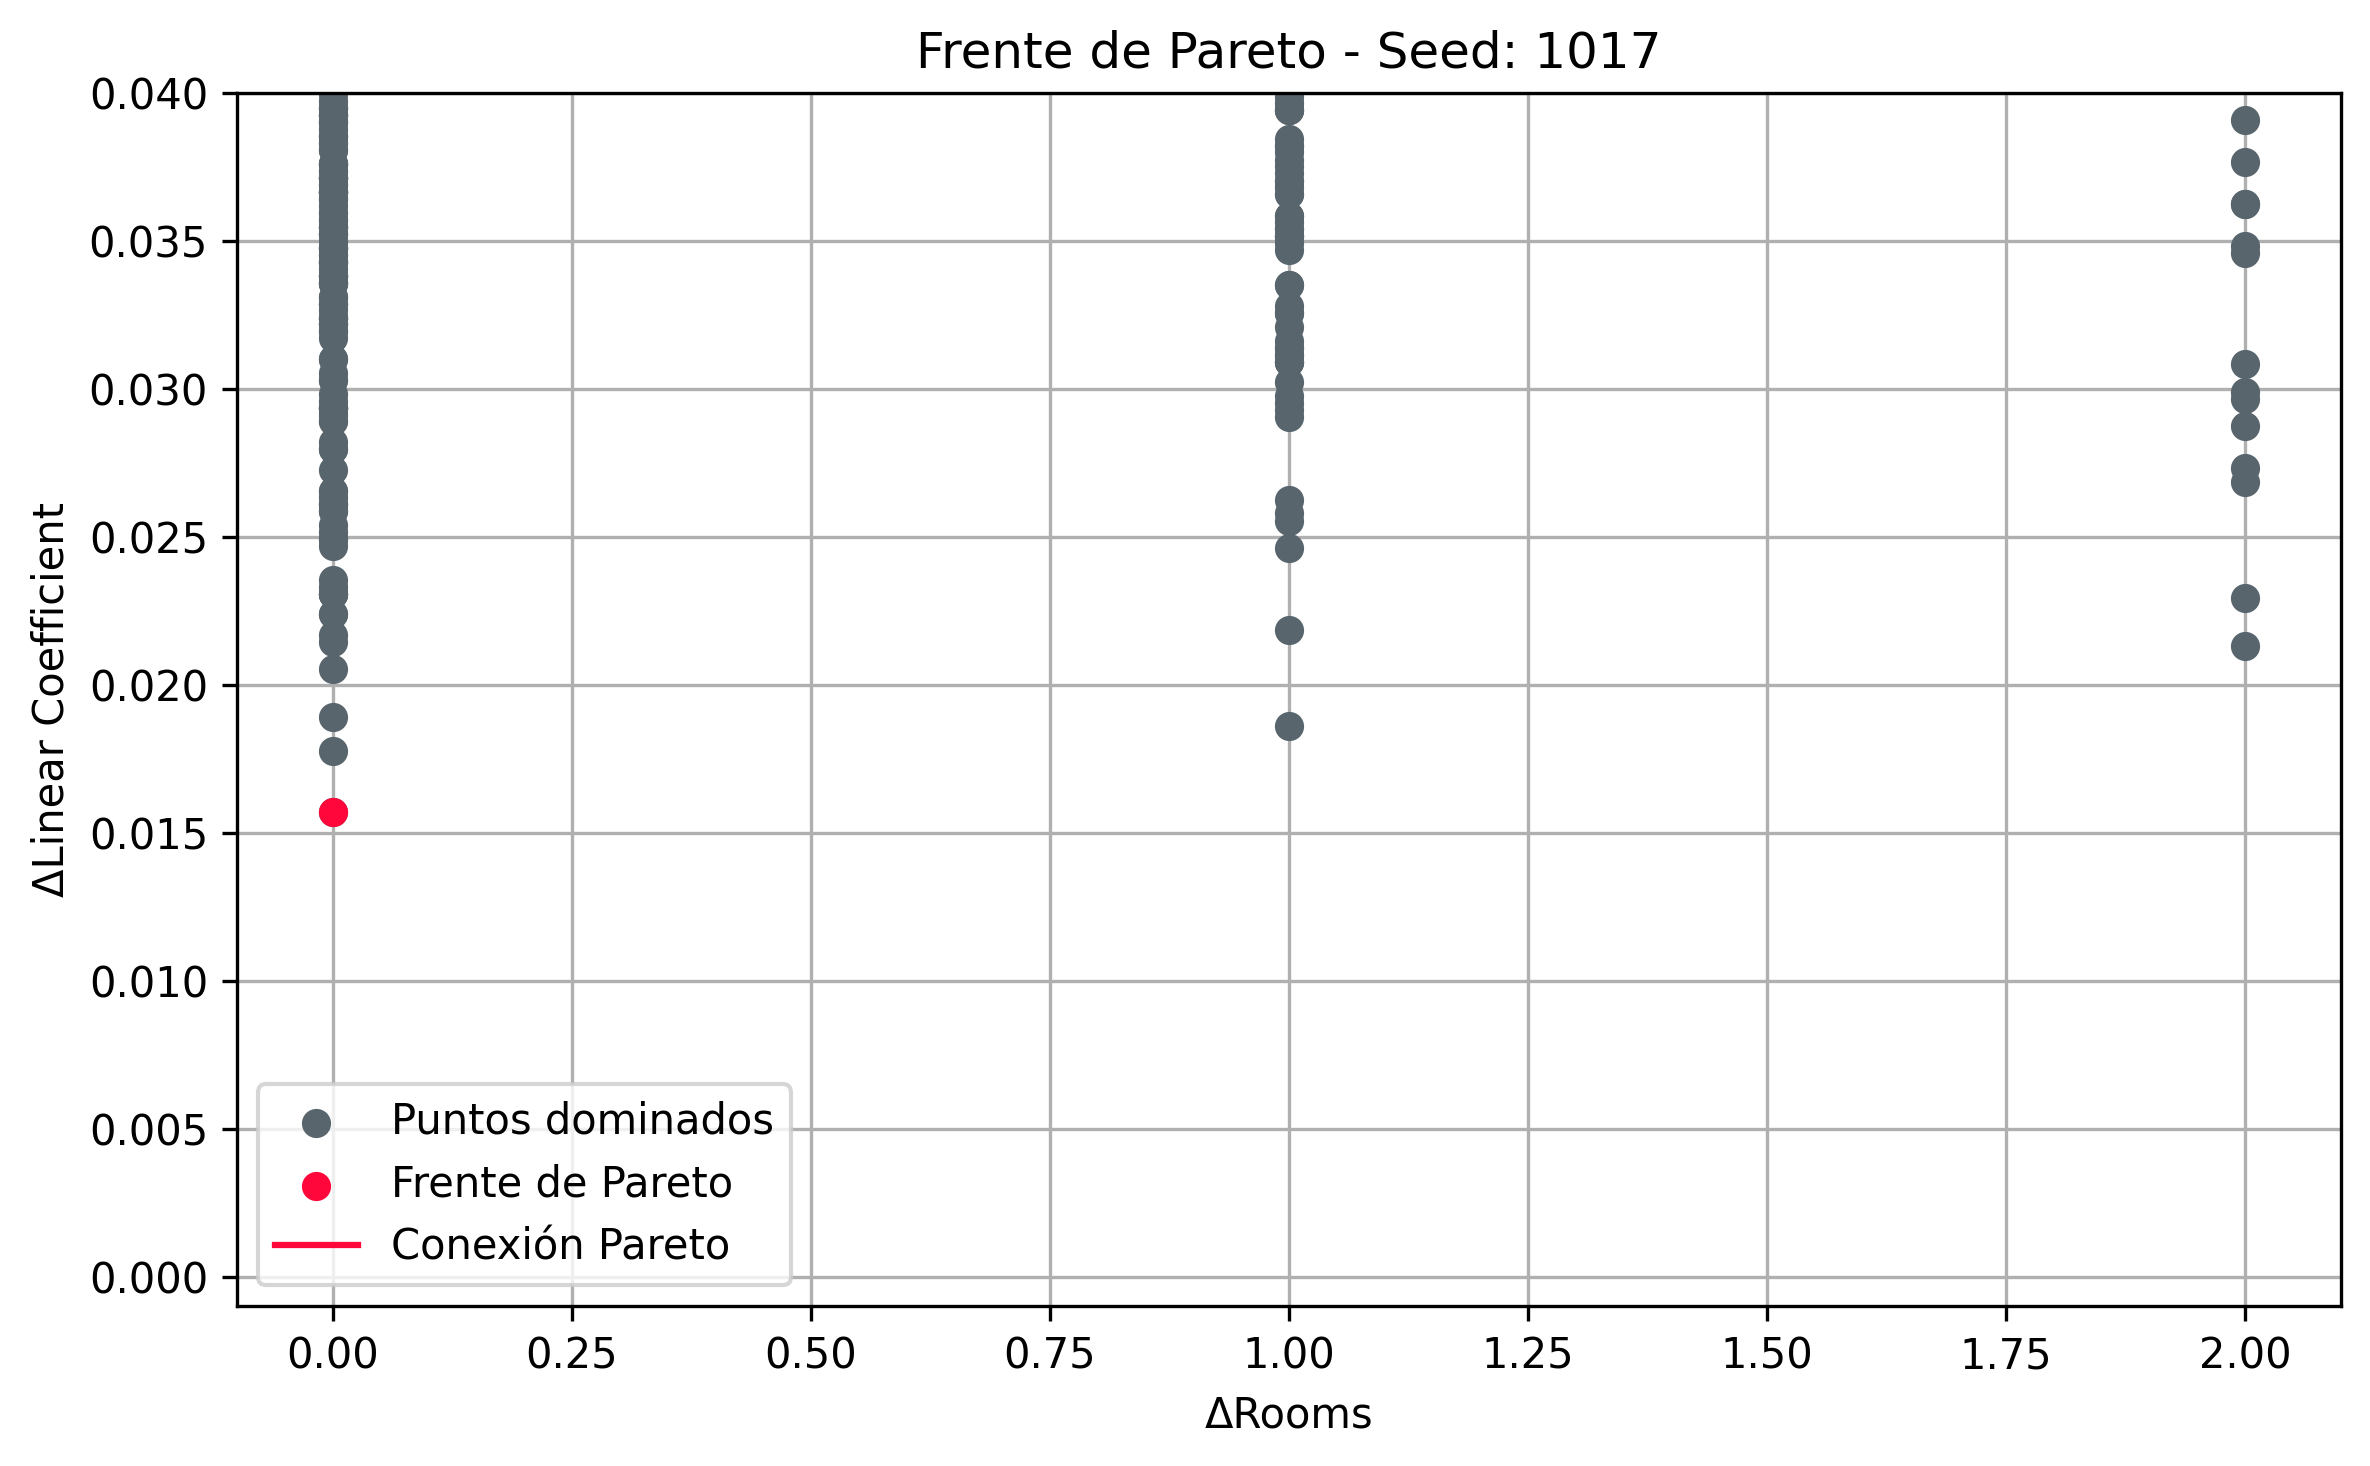 Frente de Pareto - Seed: 1017
0.040
0.035
0.030
0.025
0.020
0.015
0.010
0.005
0.000
ΔLinear Coefficient
Puntos dominados
Frente de Pareto
Conexión Pareto
0.00 0.25 0.50 0.75 1.00 1.25 1.50 1.75 2.00
ΔRooms